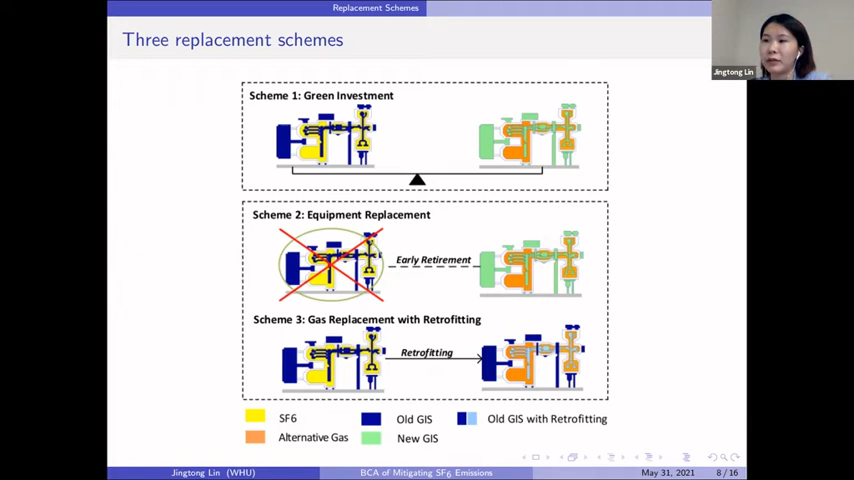 Replacement Schemes
Three replacement schemes
Jingtong Lin
Scheme 1: Green Investment
Scheme 2: Equipment Replacement
Early Retirement
Scheme 3: Gas Replacement with Retrofitting
Retrofitting
SF6 Old GIS Old GIS with Retrofitting
Alternative Gas New GIS
Jingtong Lin (WHU) BCA of Mitigating SF6 Emissions May 31, 2021 8 / 16